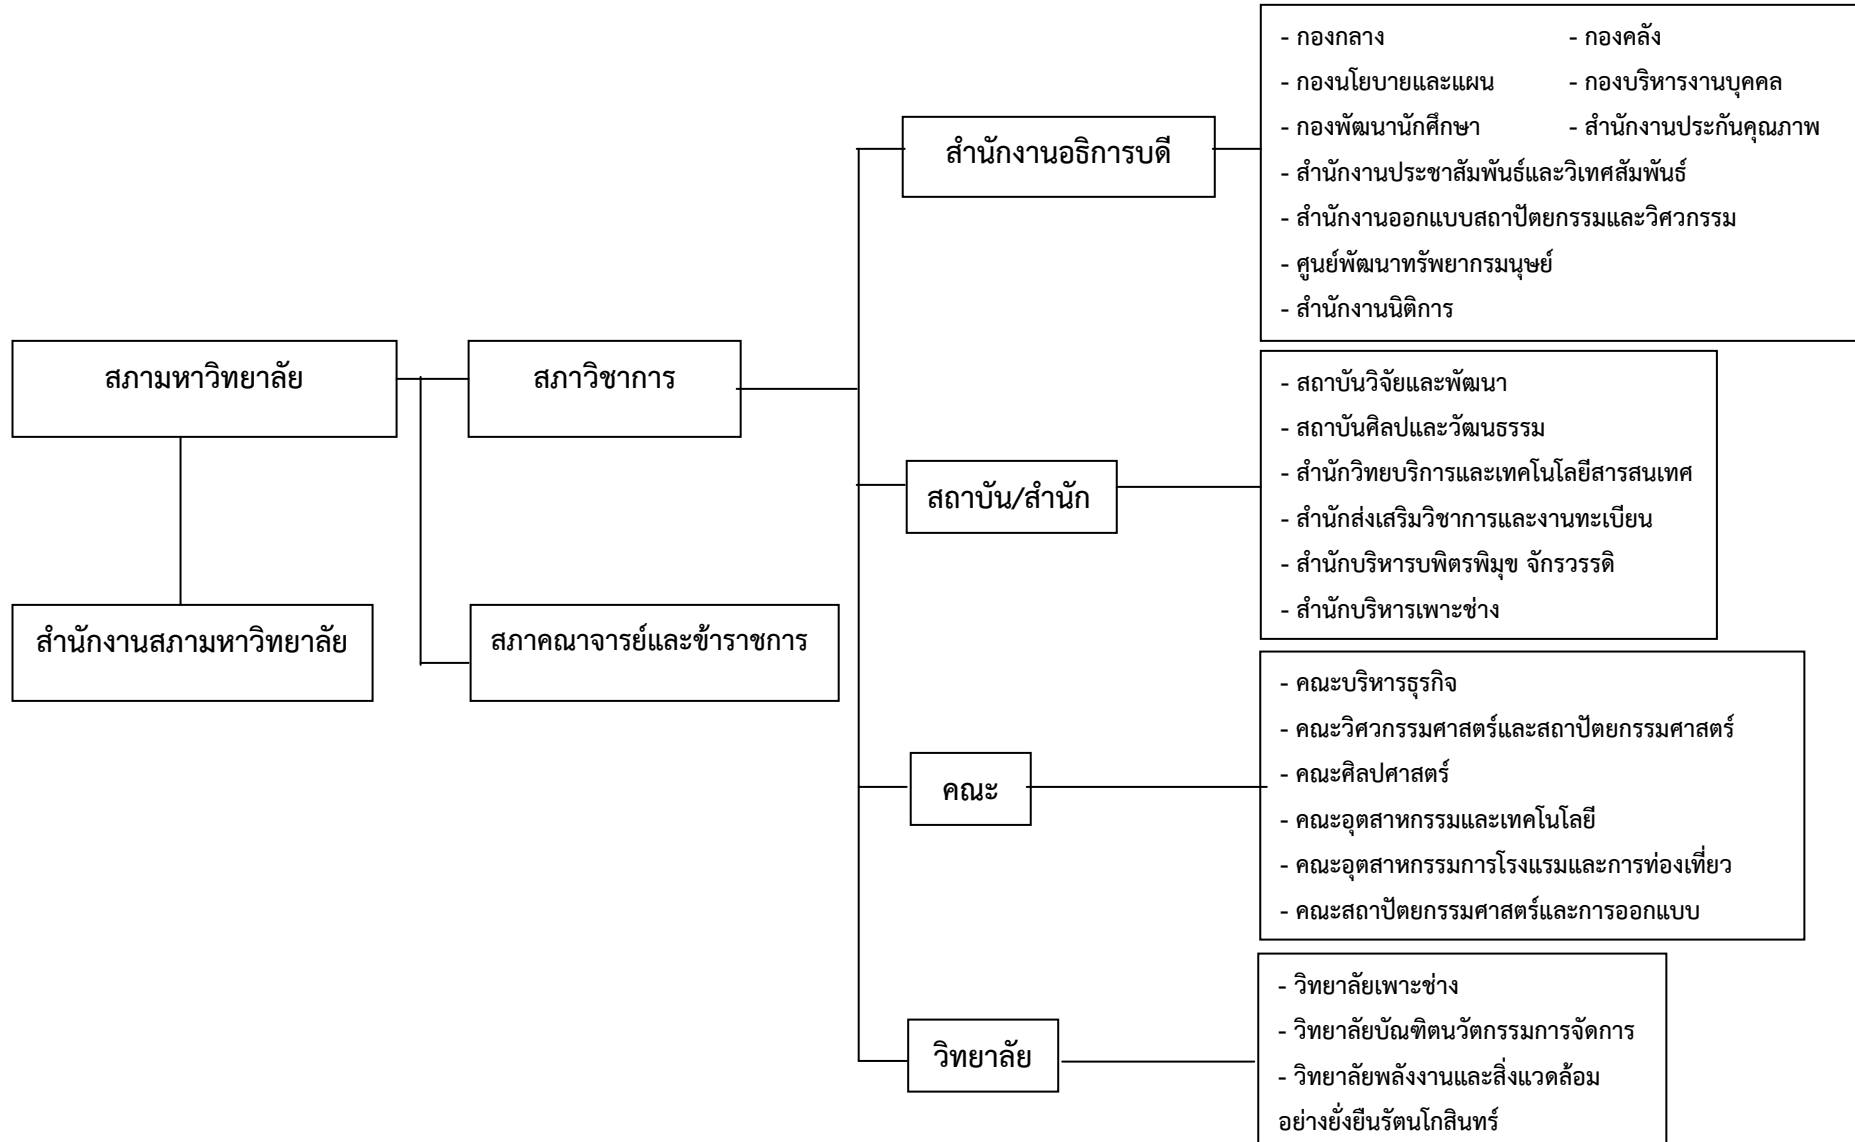 - กองกลาง - กองคลัง
- กองนโยบายและแผน - กองบริหารงานบุคคล
- กองพัฒนานักศึกษา - สำนักงานประกันคุณภาพ
- สำนักงานประชาสัมพันธ์และวิเทศสัมพันธ์
- สำนักงานออกแบบสถาปัตยกรรมและวิศวกรรม
- ศูนย์พัฒนาทรัพยากรมนุษย์
- สำนักงานนิติการ
สำนักงานอธิการบดี
สภามหาวิทยาลัย
สภาวิชาการ
- สถาบันวิจัยและพัฒนา
- สถาบันศิลปและวัฒนธรรม
- สำนักวิทยบริการและเทคโนโลยีสารสนเทศ
- สำนักส่งเสริมวิชาการและงานทะเบียน
- สำนักบริหารบพิตรพิมุข จักรวรรดิ
- สำนักบริหารเพาะช่าง
สถาบัน/สำนัก
สำนักงานสภามหาวิทยาลัย
สภาคณาจารย์และข้าราชการ
- คณะบริหารธุรกิจ
- คณะวิศวกรรมศาสตร์และสถาปัตยกรรมศาสตร์
- คณะศิลปศาสตร์
- คณะอุตสาหกรรมและเทคโนโลยี
- คณะอุตสาหกรรมการโรงแรมและการท่องเที่ยว
- คณะสถาปัตยกรรมศาสตร์และการออกแบบ
คณะ
- วิทยาลัยเพาะช่าง
- วิทยาลัยบัณฑิตนวัตกรรมการจัดการ
- วิทยาลัยพลังงานและสิ่งแวดล้อม
อย่างยั่งยืนรัตนโกสินทร์
วิทยาลัย